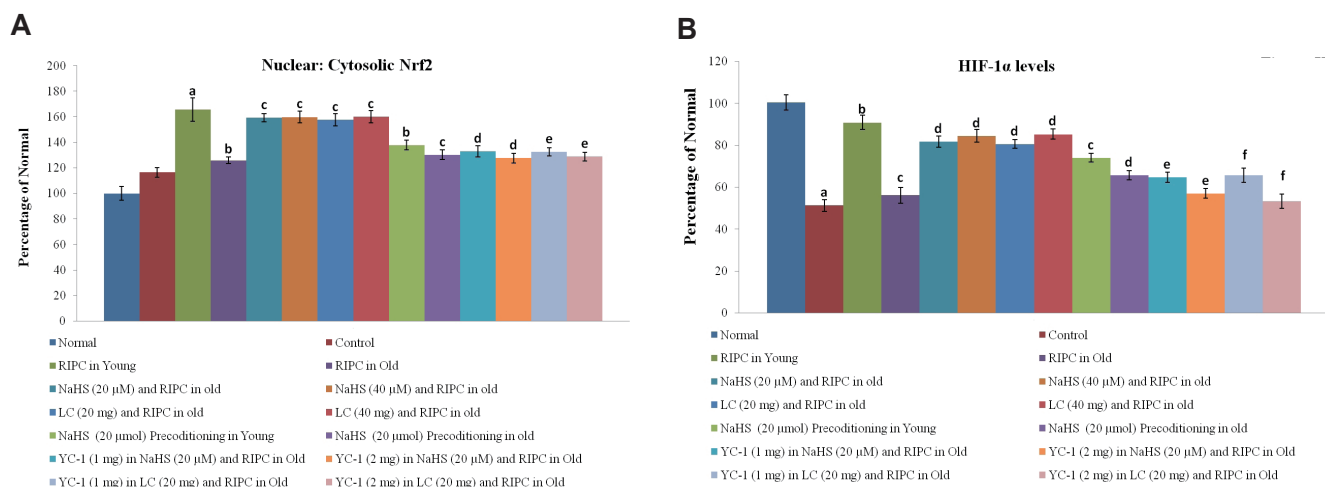 A
Nuclear: Cytosolic Nrf2
Percentage of Normal
200
180
160
140
120
100
80
60
40
20
0
a
b
c
c
c
c
b
c
d
d
e
e
Normal
Control
RIPC in Young
RIPC in Old
NaHS (20 µM) and RIPC in old
NaHS (40 µM) and RIPC in old
LC (20 mg) and RIPC in old
LC (40 mg) and RIPC in old
NaHS (20 µmol) Precoditioning in Young
NaHS (20 µmol) Precoditioning in old
YC-1 (1 mg) in NaHS (20 µM) and RIPC in Old
YC-1 (2 mg) in NaHS (20 µM) and RIPC in Old
YC-1 (1 mg) in LC (20 mg) and RIPC in Old
YC-1 (2 mg) in LC (20 mg) and RIPC in Old
B
HIF-1α levels
Percentage of Normal
120
100
80
60
40
20
0
a
b
c
d
d
d
d
c
d
e
e
f
f
Normal
Control
RIPC in Young
RIPC in Old
NaHS (20 µM) and RIPC in old
NaHS (40 µM) and RIPC in old
LC (20 mg) and RIPC in old
LC (40 mg) and RIPC in old
NaHS (20 µmol) Precoditioning in Young
NaHS (20 µmol) Precoditioning in old
YC-1 (1 mg) in NaHS (20 µM) and RIPC in Old
YC-1 (2 mg) in NaHS (20 µM) and RIPC in Old
YC-1 (1 mg) in LC (20 mg) and RIPC in Old
YC-1 (2 mg) in LC (20 mg) and RIPC in Old